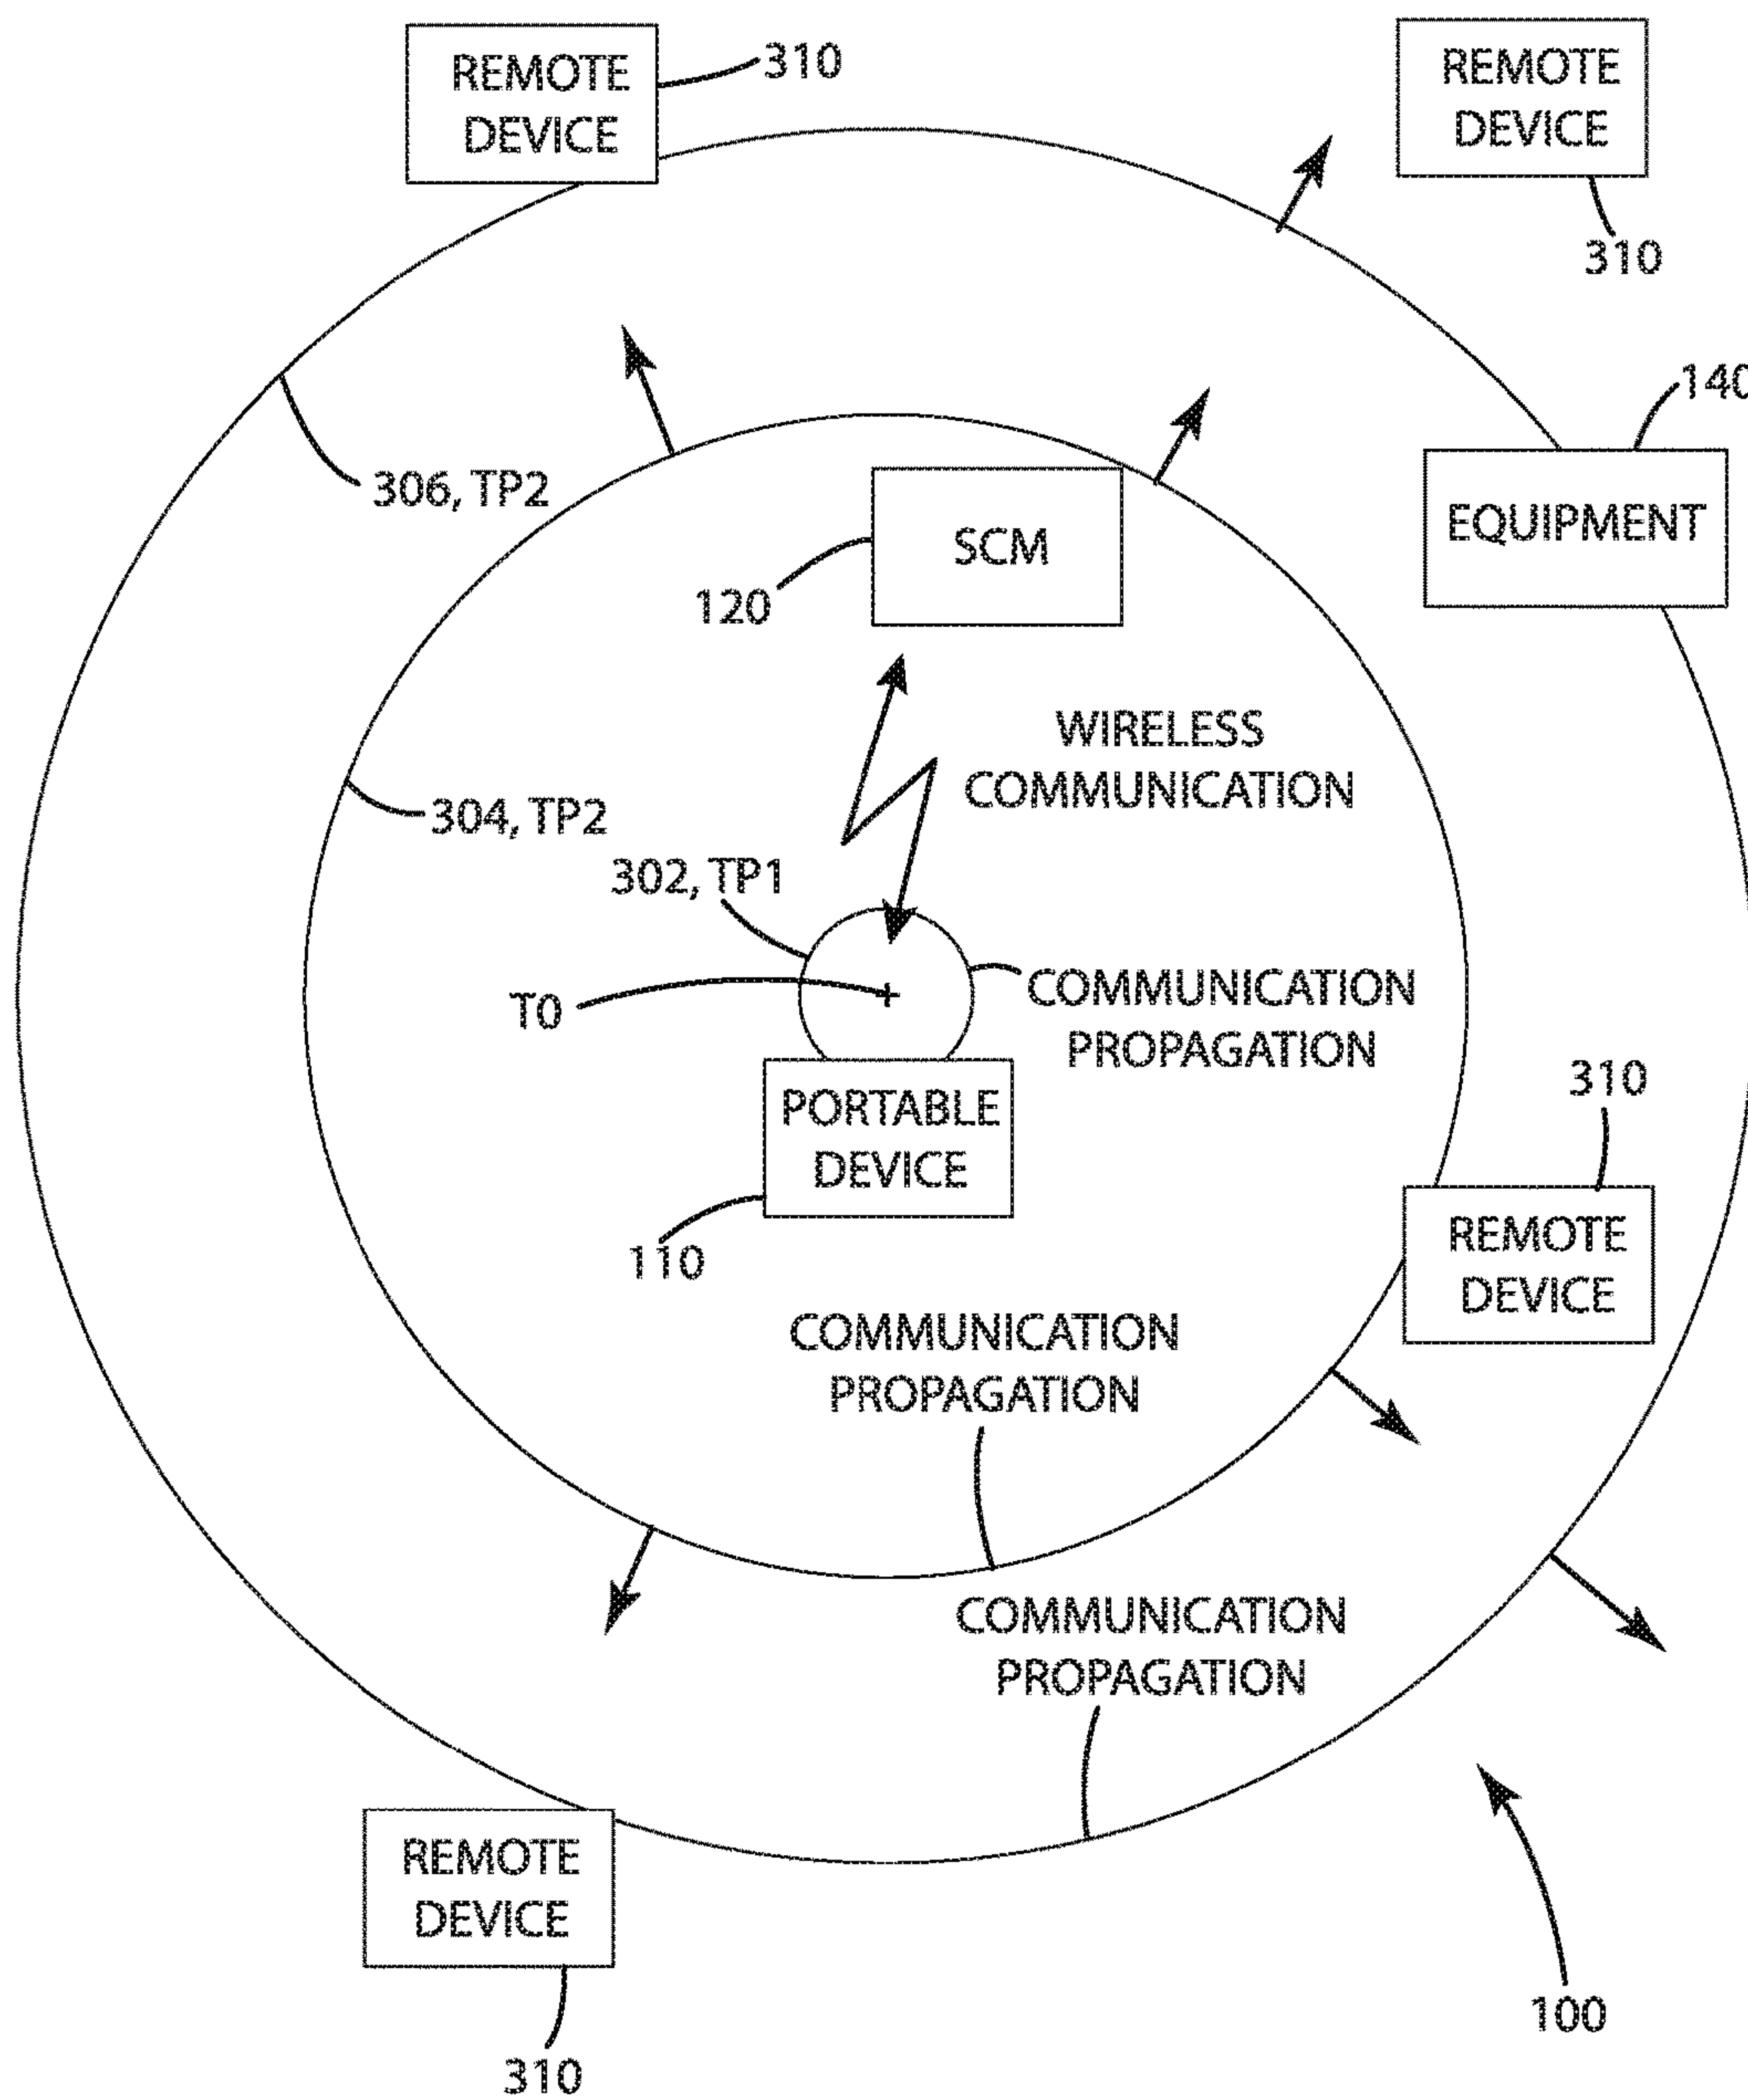 REMOTE
DEVICE
310
REMOTE
DEVICE
310
140
EQUIPMENT
306, TP2
SCM
120
WIRELESS
COMMUNICATION
304, TP2
302, TP1
T0
COMMUNICATION
PROPAGATION
PORTABLE
DEVICE
110
310
REMOTE
DEVICE
COMMUNICATION
PROPAGATION
COMMUNICATION
PROPAGATION
REMOTE
DEVICE
310
100